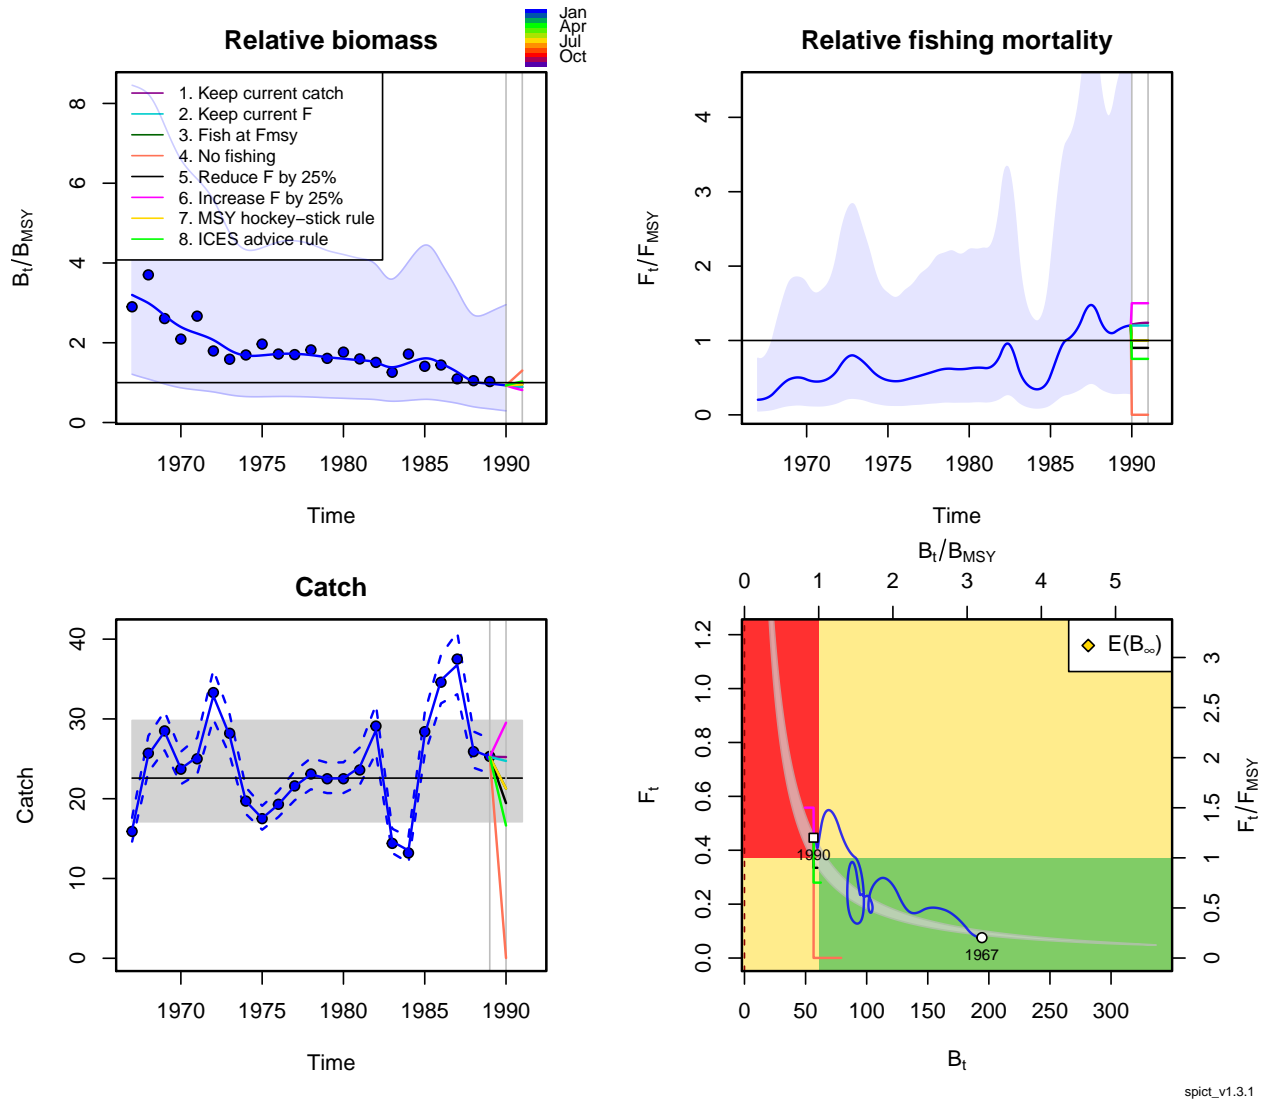 Jan
Apr
Jul
Oct
Relative biomass
1. Keep current catch
2. Keep current F
3. Fish at Fmsy
4. No fishing
5. Reduce F by 25%
6. Increase F by 25%
7. MSY hockey−stick rule
8. ICES advice rule
Bt/BMSY
0 2 4 6 8
1970 1975 1980 1985 1990
Time
Relative fishing mortality
Ft/FMSY
0 1 2 3 4
1970 1975 1980 1985 1990
Time
Catch
Catch
0 10 20 30 40
1970 1975 1980 1985 1990
Time
Bt/BMSY
0 1 2 3 4 5
Ft
0.0 0.2 0.4 0.6 0.8 1.0 1.2
E(B∞)
1990
1967
0 0.5 1 1.5 2 2.5 3
Ft/FMSY
0 50 100 150 200 250 300
Bt
spict_v1.3.1